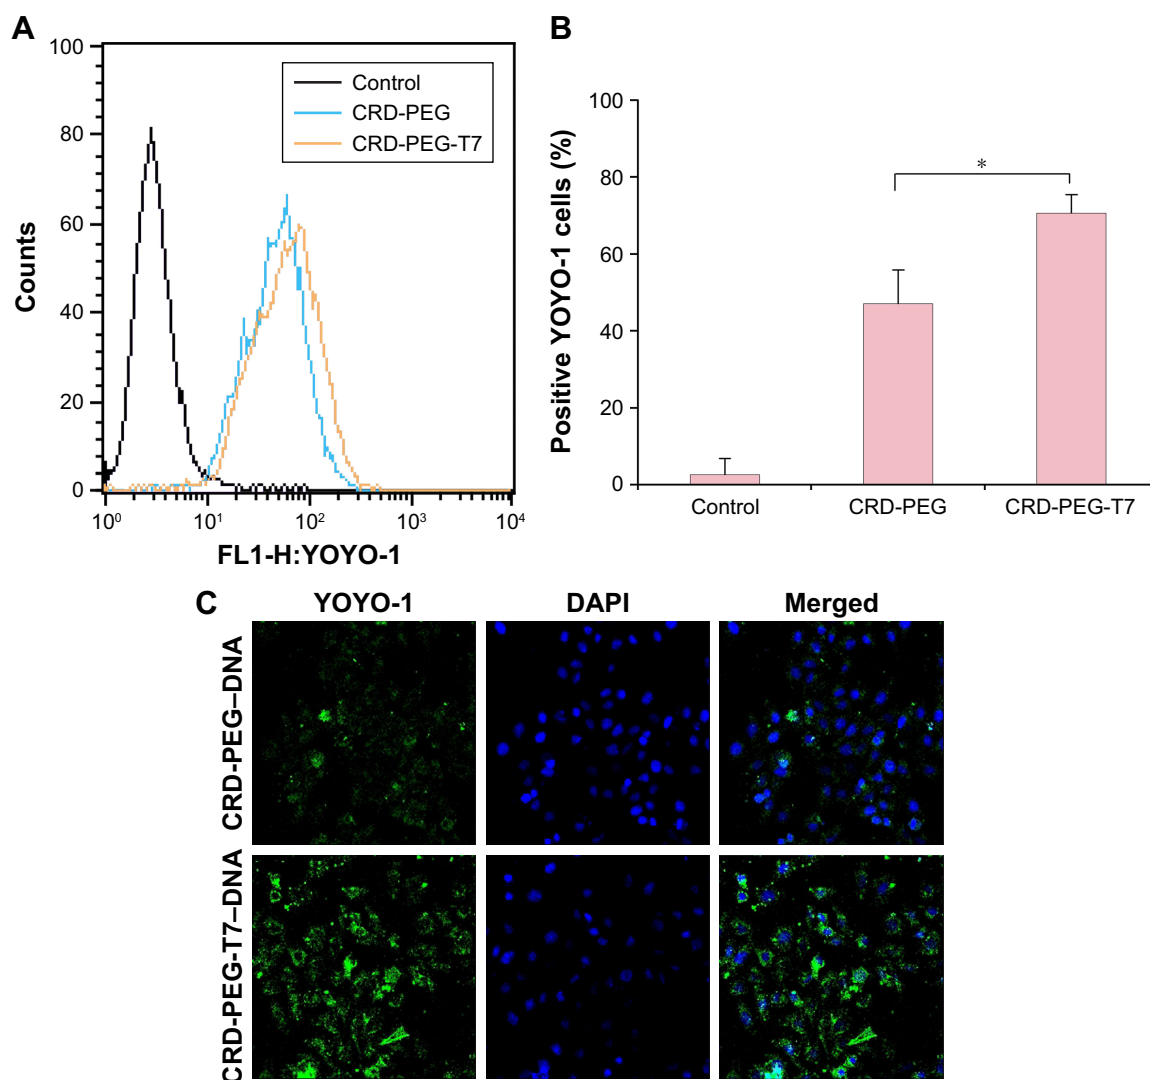 A
Counts
100
80
60
40
20
0
Control
CRD-PEG
CRD-PEG-T7
10⁰ 10¹ 10² 10³ 10⁴
FL1-H:YOYO-1
B
Positive YOYO-1 cells (%)
100
80
60
40
20
0
*
Control CRD-PEG CRD-PEG-T7
C
YOYO-1 DAPI Merged
CRD-PEG–DNA
CRD-PEG-T7–DNA